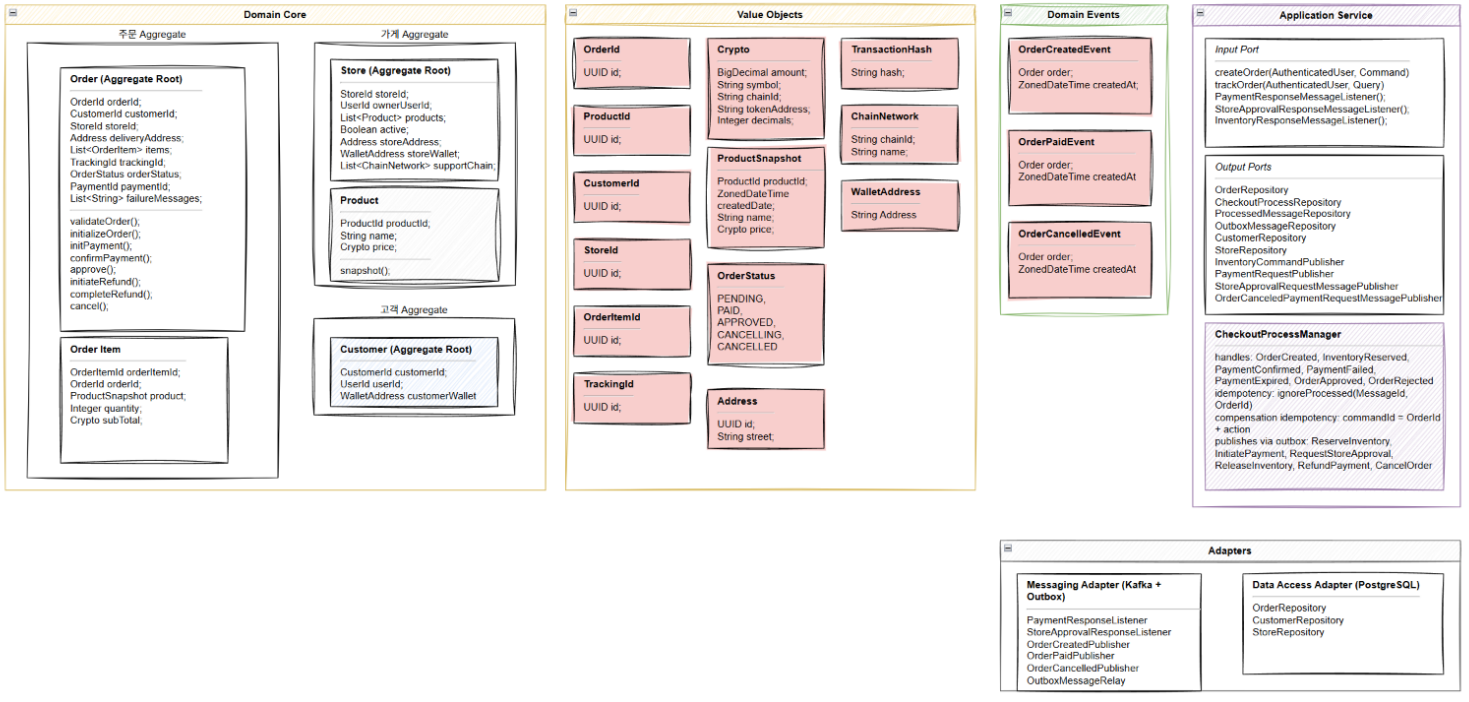 Domain Core
주문 Aggregate
Order (Aggregate Root)
OrderId orderId;
CustomerId customerId;
StoreId storeId;
Address deliveryAddress;
List<OrderItem> items;
TrackingId trackingId;
OrderStatus orderStatus;
PaymentId paymentId;
List<String> failureMessages;
validateOrder();
initializeOrder();
initPayment();
confirmPayment();
approve();
initiateRefund();
completeRefund();
cancel();
Order Item
OrderItemId orderItemId;
OrderId orderId;
ProductSnapshot product;
Integer quantity;
Crypto subTotal;
가게 Aggregate
Store (Aggregate Root)
StoreId storeId;
UserId ownerUserId;
List<Product> products;
Boolean active;
Address storeAddress;
WalletAddress storeWallet;
List<ChainNetwork> supportChain;
Product
ProductId productId;
String name;
Crypto price;
snapshot();
고객 Aggregate
Customer (Aggregate Root)
CustomerId customerId;
UserId userId;
WalletAddress customerWallet
Value Objects
OrderId
UUID id;
ProductId
UUID id;
CustomerId
UUID id;
StoreId
UUID id;
OrderItemId
UUID id;
TrackingId
UUID id;
Crypto
BigDecimal amount;
String symbol;
String chainId;
String tokenAddress;
Integer decimals;
ProductSnapshot
ProductId productId;
ZonedDateTime
createdDate;
String name;
Crypto price;
OrderStatus
PENDING,
PAID,
APPROVED,
CANCELLING,
CANCELLED
Address
UUID id;
String street;
TransactionHash
String hash;
ChainNetwork
String chainId;
String name;
WalletAddress
String Address
Domain Events
OrderCreatedEvent
Order order;
ZonedDateTime createdAt;
OrderPaidEvent
Order order;
ZonedDateTime createdAt
OrderCancelledEvent
Order order;
ZonedDateTime createdAt
Application Service
Input Port
createOrder(AuthenticatedUser, Command)
trackOrder(AuthenticatedUser, Query)
PaymentResponseMessageListener();
StoreApprovalResponseMessageListener();
InventoryResponseMessageListener();
Output Ports
OrderRepository
CheckoutProcessRepository
ProcessedMessageRepository
OutboxMessageRepository
CustomerRepository
StoreRepository
InventoryCommandPublisher
PaymentRequestPublisher
StoreApprovalRequestMessagePublisher
OrderCanceledPaymentRequestMessagePublisher
CheckoutProcessManager
handles: OrderCreated, InventoryReserved,
PaymentConfirmed, PaymentFailed,
PaymentExpired, OrderApproved, OrderRejected
idempotency: ignoreProcessed(MessageId,
OrderId)
compensation idempotency: commandId = OrderId
+ action
publishes via outbox: ReserveInventory,
InitiatePayment, RequestStoreApproval,
ReleaseInventory, RefundPayment, CancelOrder
Adapters
Messaging Adapter (Kafka +
Outbox)
PaymentResponseListener
StoreApprovalResponseListener
OrderCreatedPublisher
OrderPaidPublisher
OrderCancelledPublisher
OutboxMessageRelay
Data Access Adapter (PostgreSQL)
OrderRepository
CustomerRepository
StoreRepository